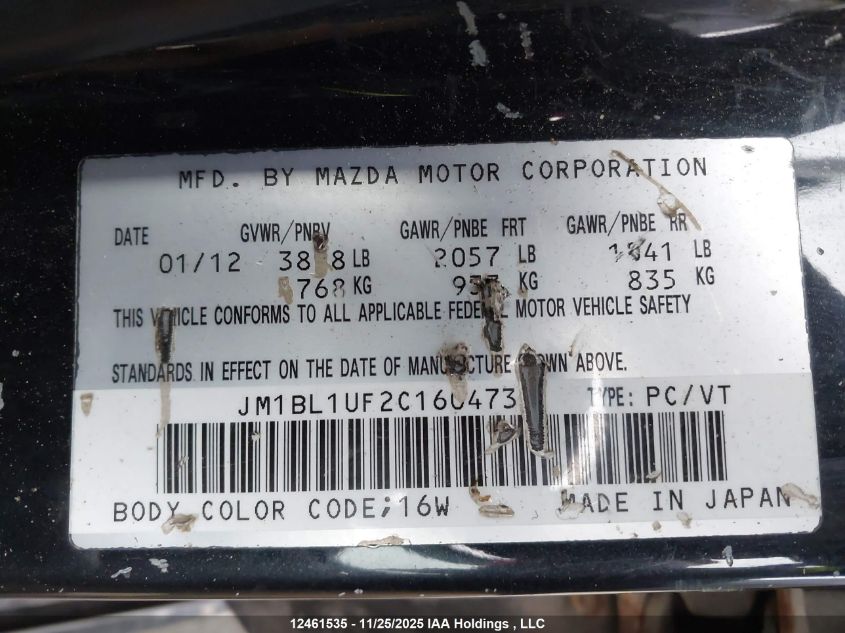 MFD. BY MAZDA MOTOR CORPORATION
DATE GVWR/PNBV GAWR/PNBE FRT GAWR/PNBE RR
01/12 LB 2057 LB 1841 LB
KG KG 835 KG
THIS VEHICLE CONFORMS TO ALL APPLICABLE FEDERAL MOTOR VEHICLE SAFETY
STANDARDS IN EFFECT ON THE DATE OF MANUFACTURE SHOWN ABOVE.
TYPE: PC/VT
BODY COLOR CODE;16W MADE IN JAPAN
12461535 - 11/25/2025 IAA Holdings , LLC